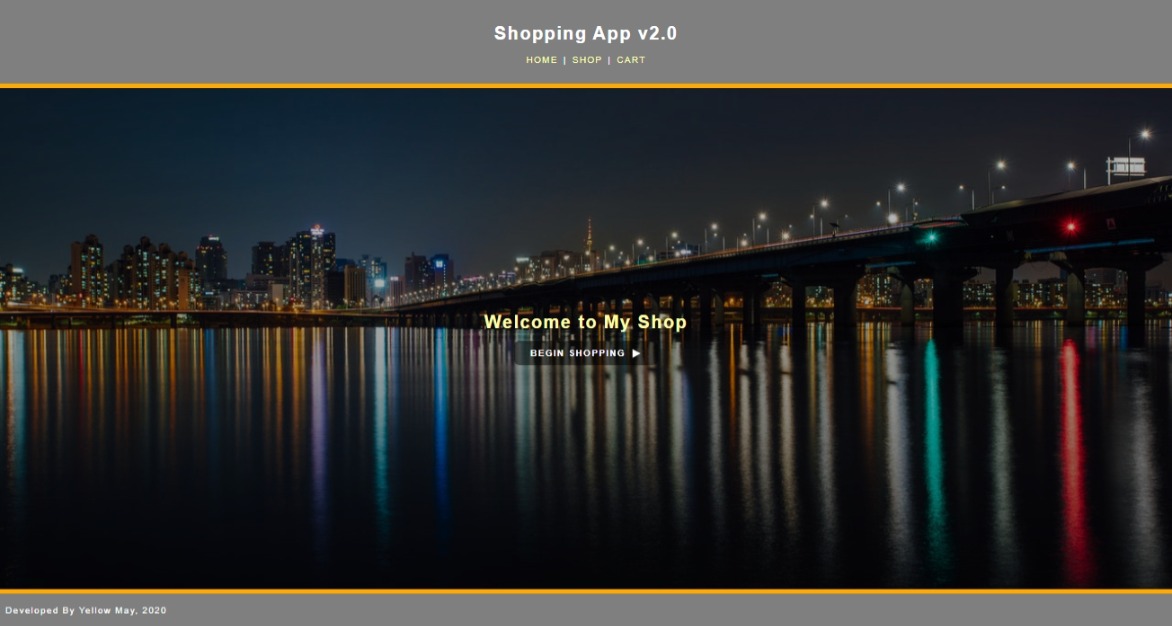 Shopping App v2.0
HOME | SHOP | CART
Welcome to My Shop
BEGIN SHOPPING ▶
Developed By Yellow May, 2020